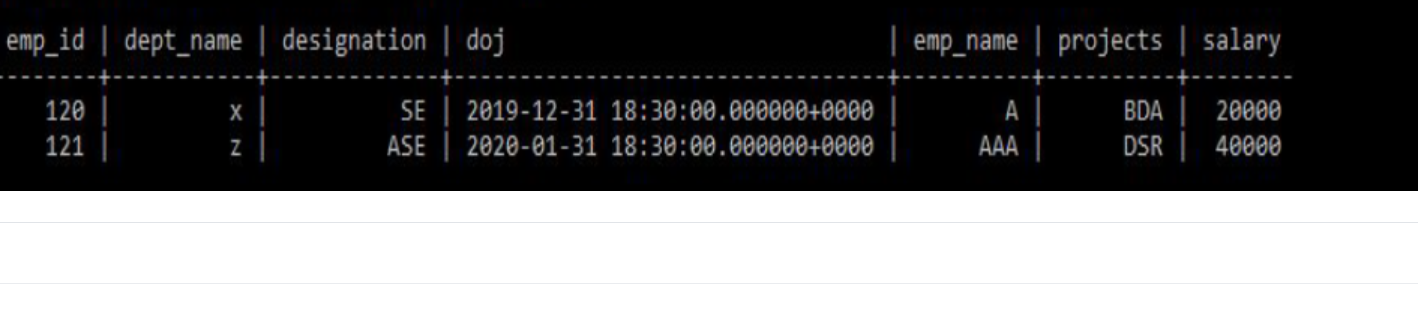 emp_id | dept_name | designation | doj | emp_name | projects | salary
--------+-----------+-------------+---------------------------------+----------+----------+--------
120 | x | SE | 2019-12-31 18:30:00.000000+0000 | A | BDA | 20000
121 | z | ASE | 2020-01-31 18:30:00.000000+0000 | AAA | DSR | 40000